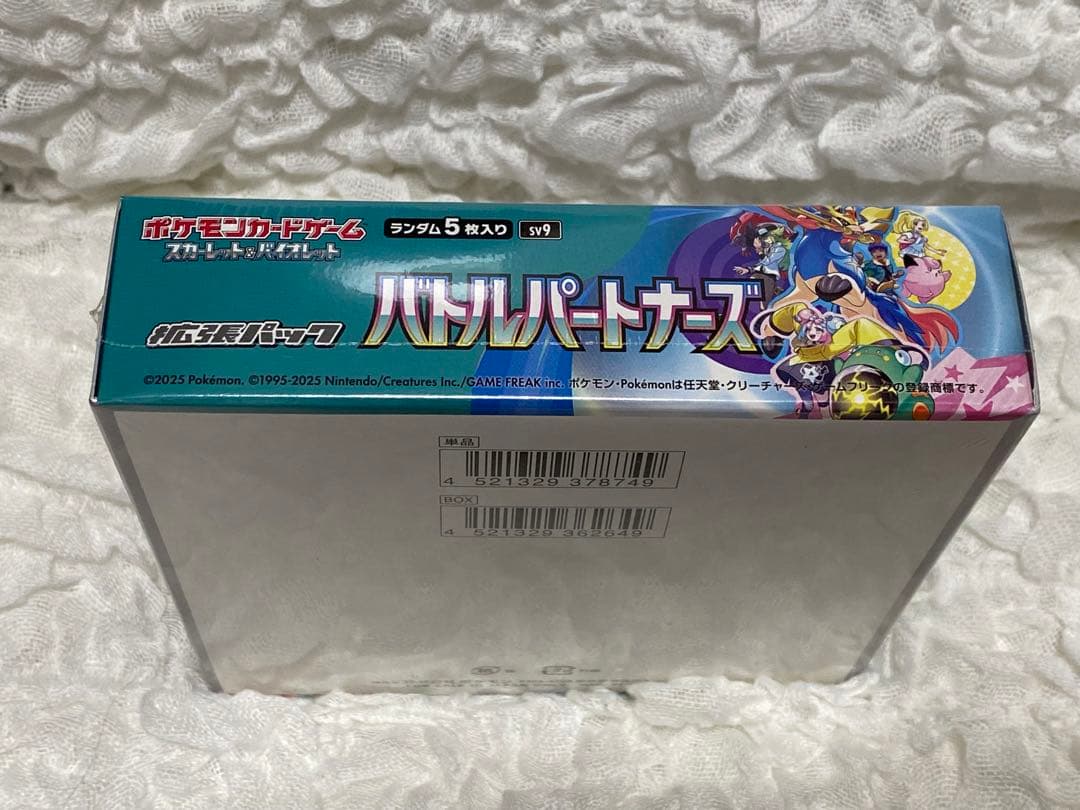 ポケモンカードゲーム
スカーレット&バイオレット
ランダム5枚入り
sv9
拡張パック
バトルパートナーズ
©2025 Pokémon. ©1995-2025 Nintendo/Creatures Inc./GAME FREAK inc. ポケモン・Pokémonは任天堂・クリーチャーズ・ゲームフリークの登録商標です。
単品
4 521329 378749
BOX
4 521329 362649